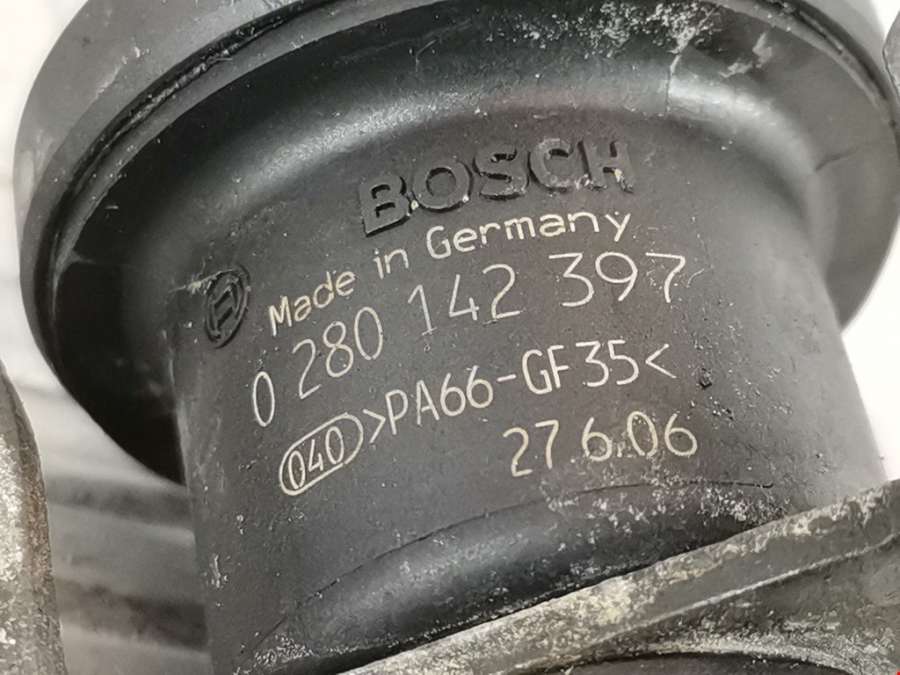 BOSCH
Made in Germany
0 280 142 397
040 >PA66-GF35<
27 6.06